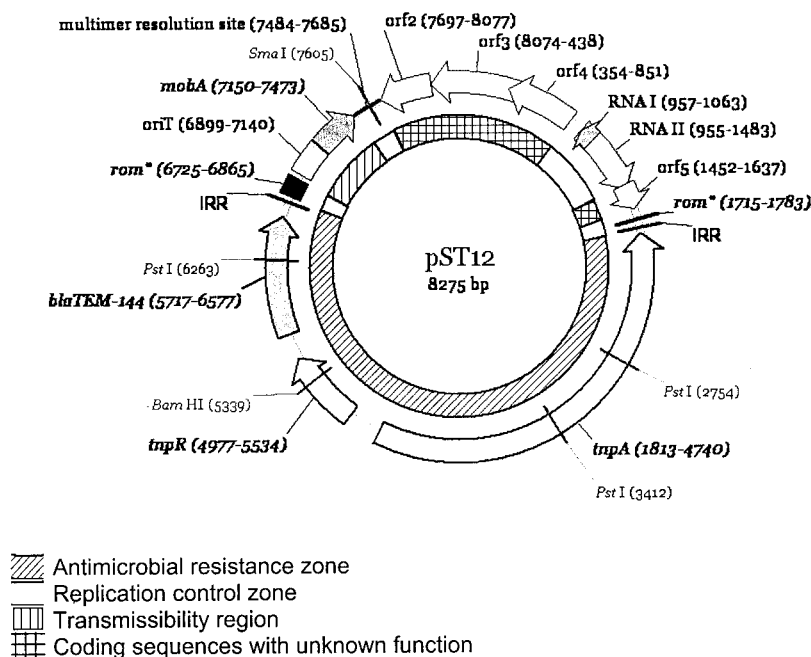 multimer resolution site (7484-7685)
orf2 (7697-8077)
orf3 (8074-438)
SmaI (7605)
orf4 (354-851)
mobA (7150-7473)
RNA I (957-1063)
oriT (6899-7140)
RNA II (955-1483)
rom* (6725-6865)
orf5 (1452-1637)
IRR
rom* (1715-1783)
IRR
pST12
8275 bp
Pst I (6263)
blaTEM-144 (5717-6577)
Pst I (2754)
Bam HI (5339)
tnpR (4977-5534)
tnpA (1813-4740)
Pst I (3412)
Antimicrobial resistance zone
Replication control zone
Transmissibility region
Coding sequences with unknown function